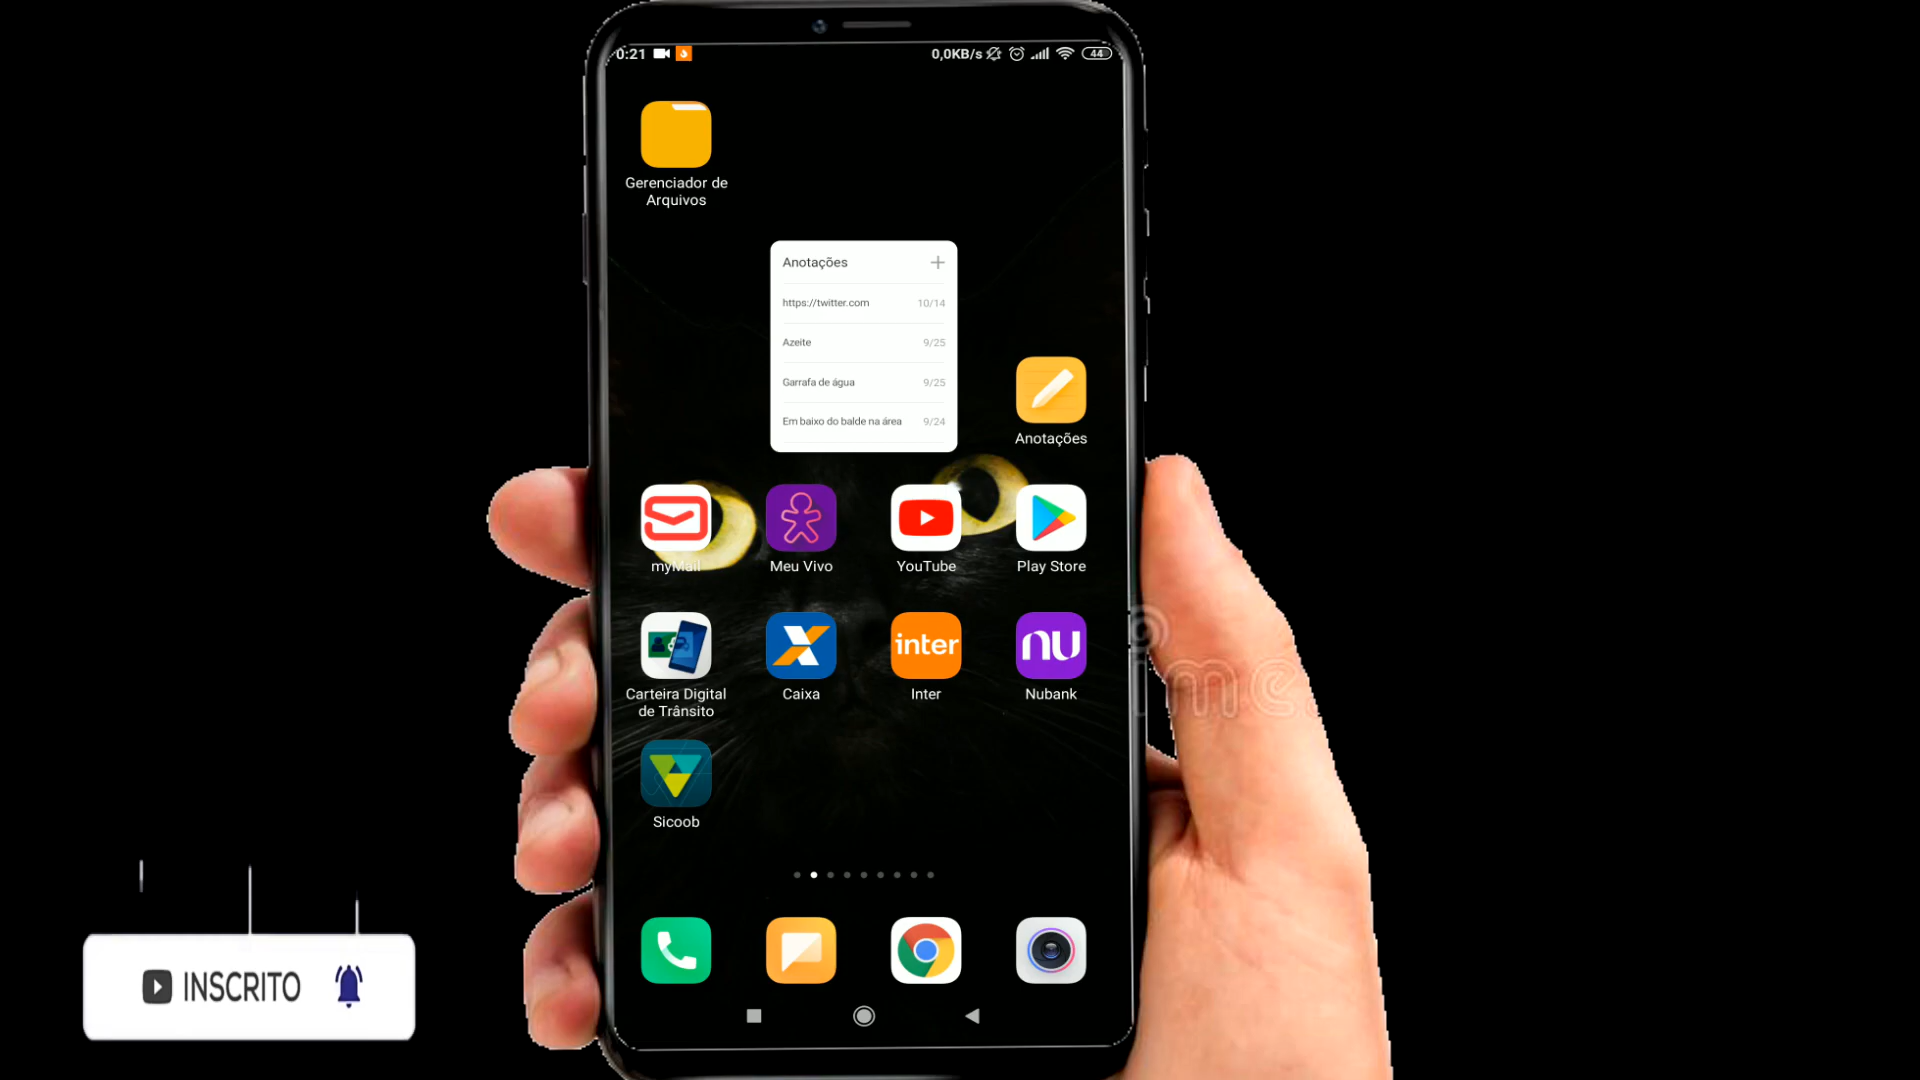 0:21
0,0KB/s
44
Gerenciador de
Arquivos
Anotações
https://twitter.com 10/14
Azeite 9/25
Garrafa de água 9/25
Em baixo do balde na área 9/24
Anotações
myMail
Meu Vivo
YouTube
Play Store
inter
nu
Carteira Digital
de Trânsito
Caixa
Inter
Nubank
Sicoob
INSCRITO